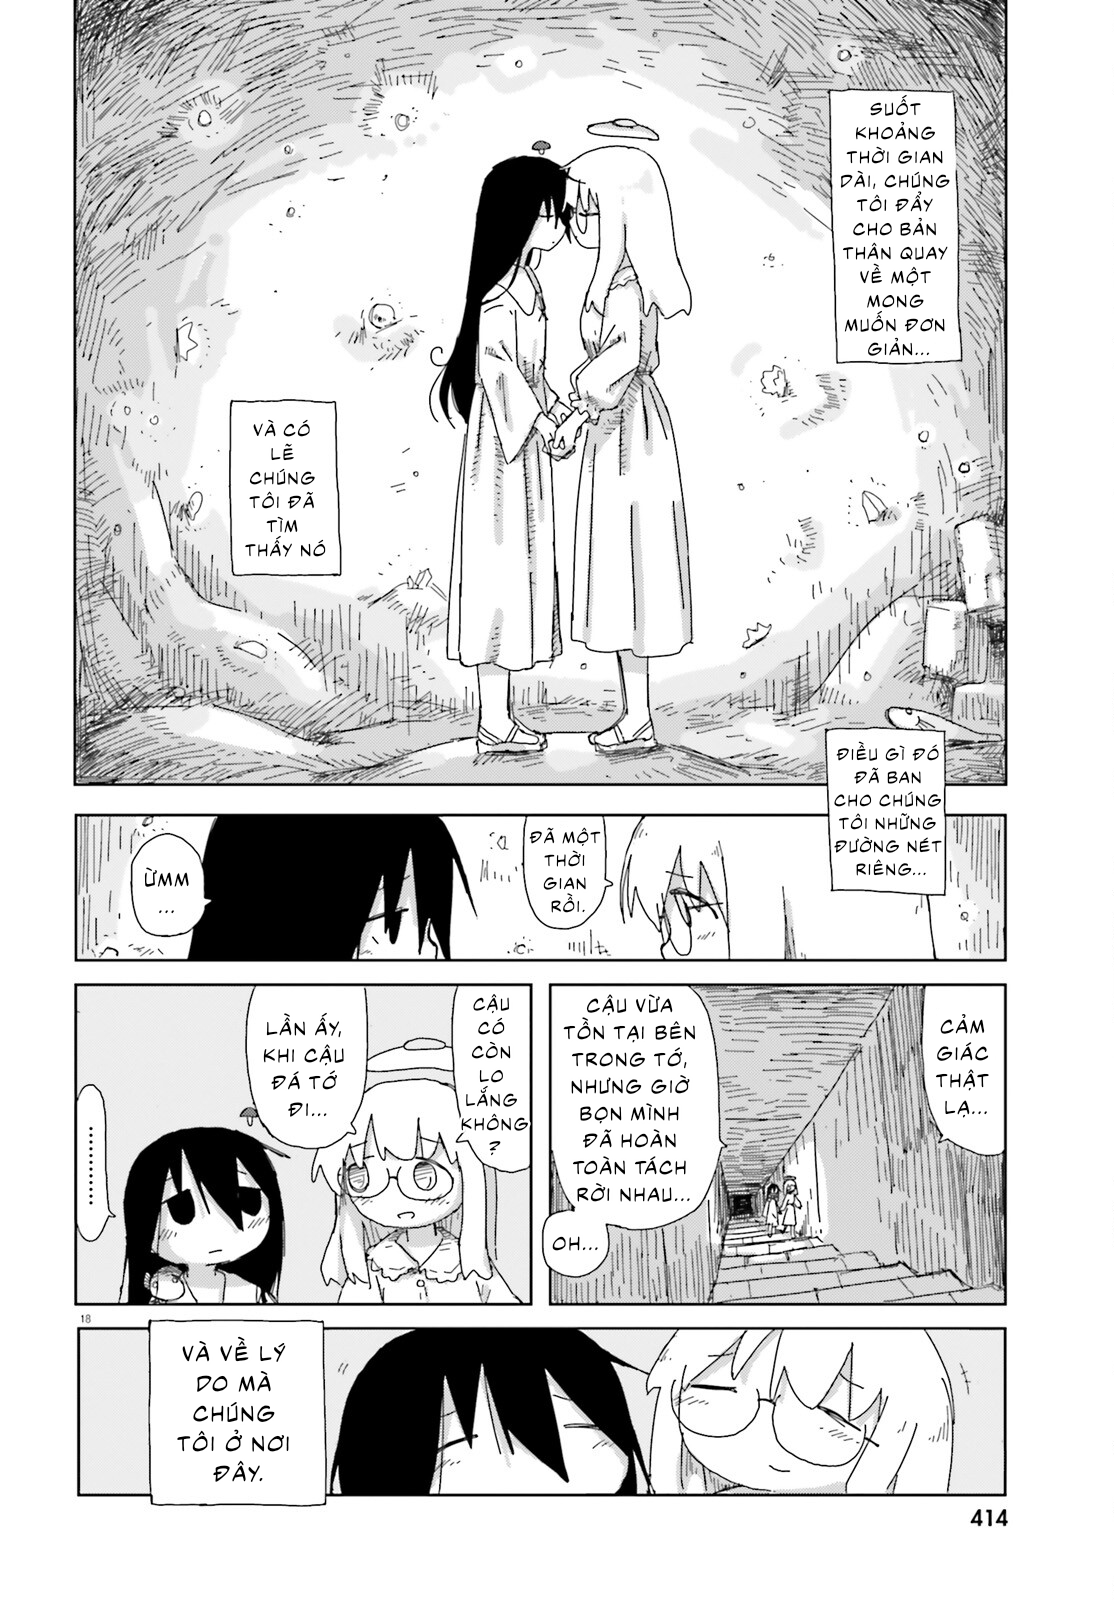 SUỐT
KHOẢNG
THỜI GIAN
DÀI, CHÚNG
TÔI ĐẨY
CHO BẢN
THÂN QUAY
VỀ MỘT
MONG
MUỐN ĐƠN
GIẢN...
VÀ CÓ
LẼ
CHÚNG
TÔI ĐÃ
TÌM
THẤY NÓ
ĐIỀU GÌ ĐÓ
ĐÃ BAN
CHO CHÚNG
TÔI NHỮNG
ĐƯỜNG NÉT
RIÊNG...
ĐÃ MỘT
THỜI
GIAN
RỒI.
ỪMM
...
CẢM
GIÁC
THẬT
LẠ...
CẬU VỪA
TỒN TẠI BÊN
TRONG TỚ,
NHƯNG GIỜ
BỌN MÌNH
ĐÃ HOÀN
TOÀN TÁCH
RỜI NHAU...
OH...
CẬU
CÓ
CÒN
LO
LẮNG
KHÔNG
?
LẦN ẤY,
KHI CẬU
ĐÁ TỚ
ĐI...
...........
18
VÀ VỀ LÝ
DO MÀ
CHÚNG
TÔI Ở NƠI
ĐÂY.
414